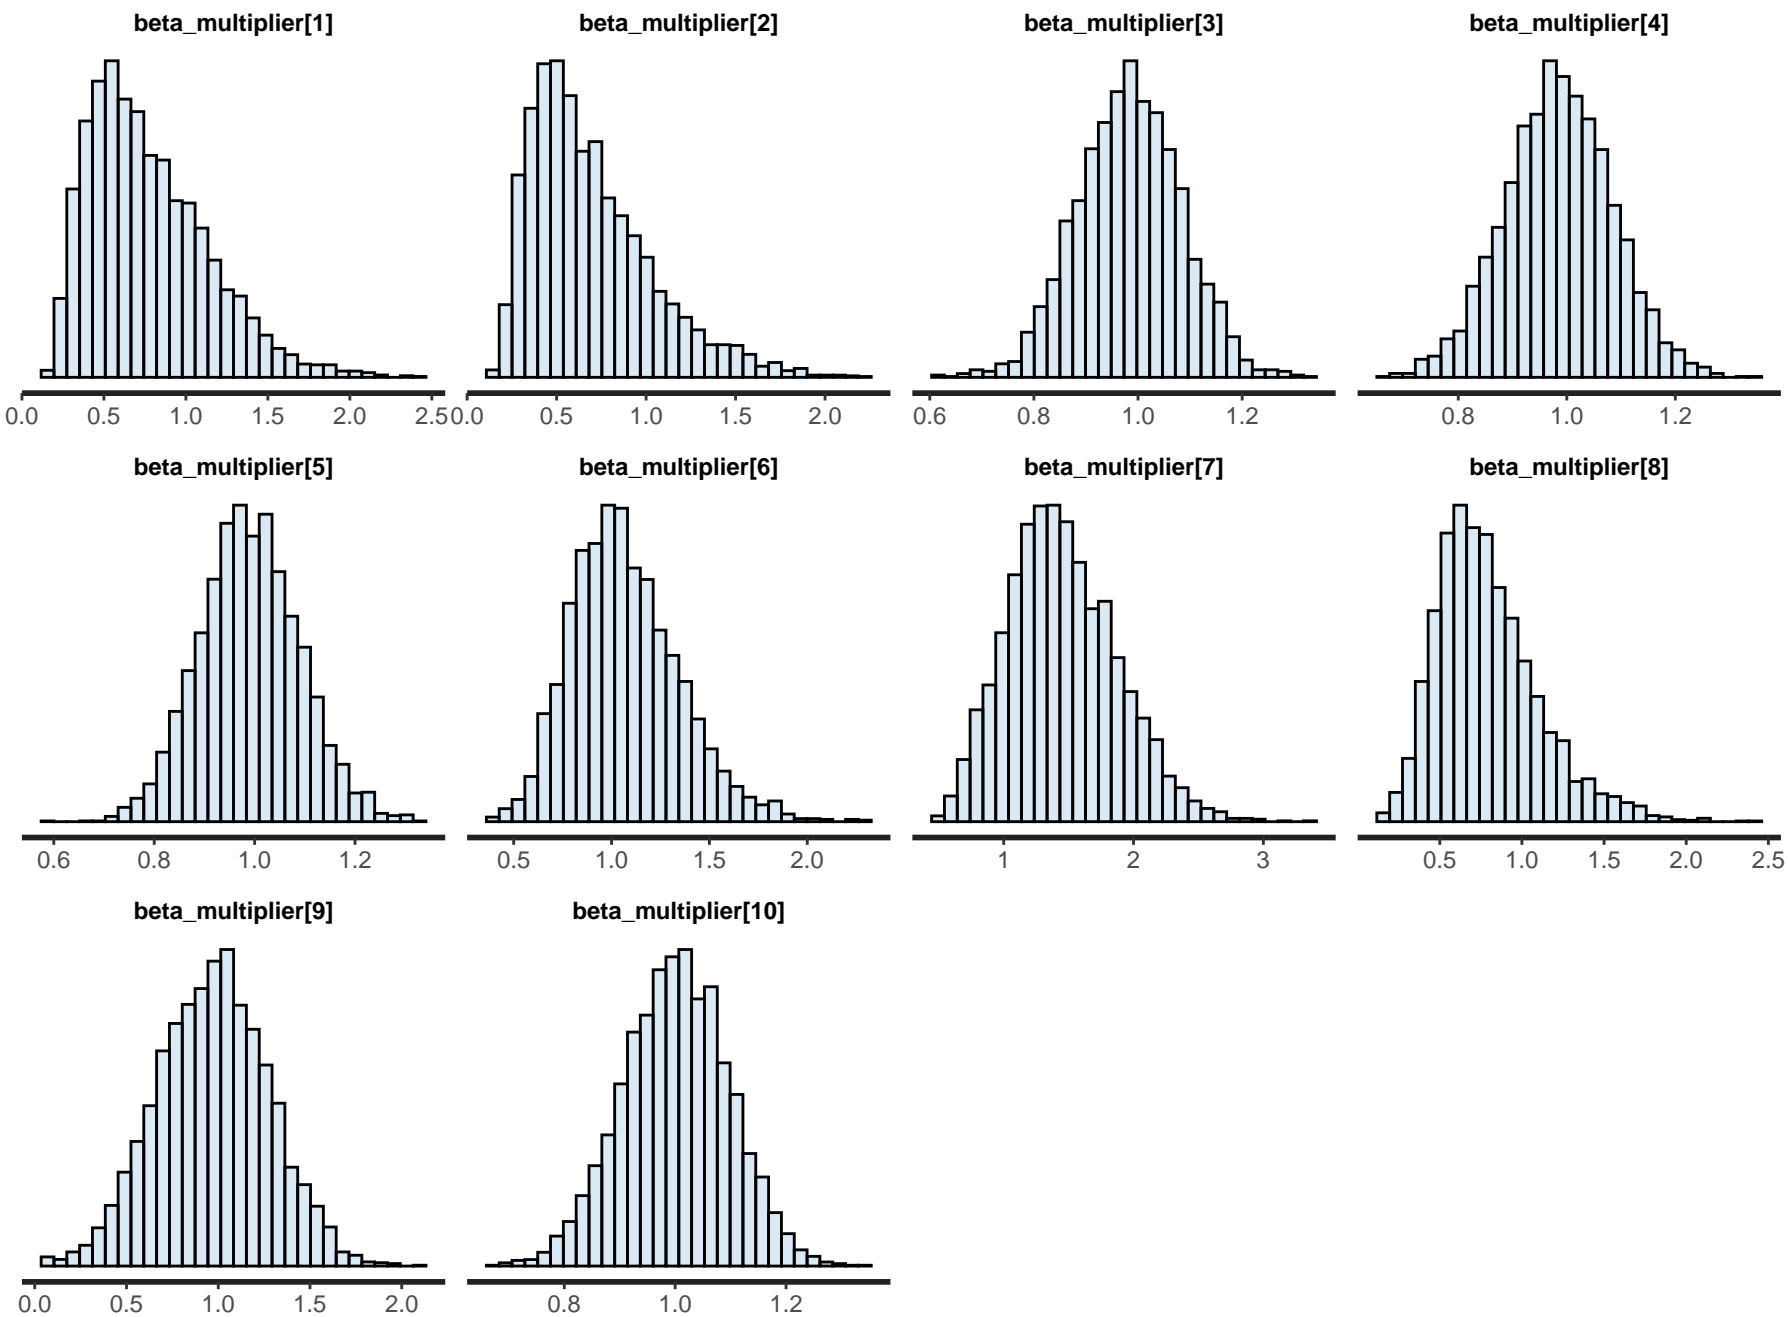 beta_multiplier[1] beta_multiplier[2] beta_multiplier[3] beta_multiplier[4]
0.0 0.5 1.0 1.5 2.0 2.5 0.0 0.5 1.0 1.5 2.0 0.6 0.8 1.0 1.2 0.8 1.0 1.2
beta_multiplier[5] beta_multiplier[6] beta_multiplier[7] beta_multiplier[8]
0.6 0.8 1.0 1.2 0.5 1.0 1.5 2.0 1 2 3 0.5 1.0 1.5 2.0 2.5
beta_multiplier[9] beta_multiplier[10]
0.0 0.5 1.0 1.5 2.0 0.8 1.0 1.2